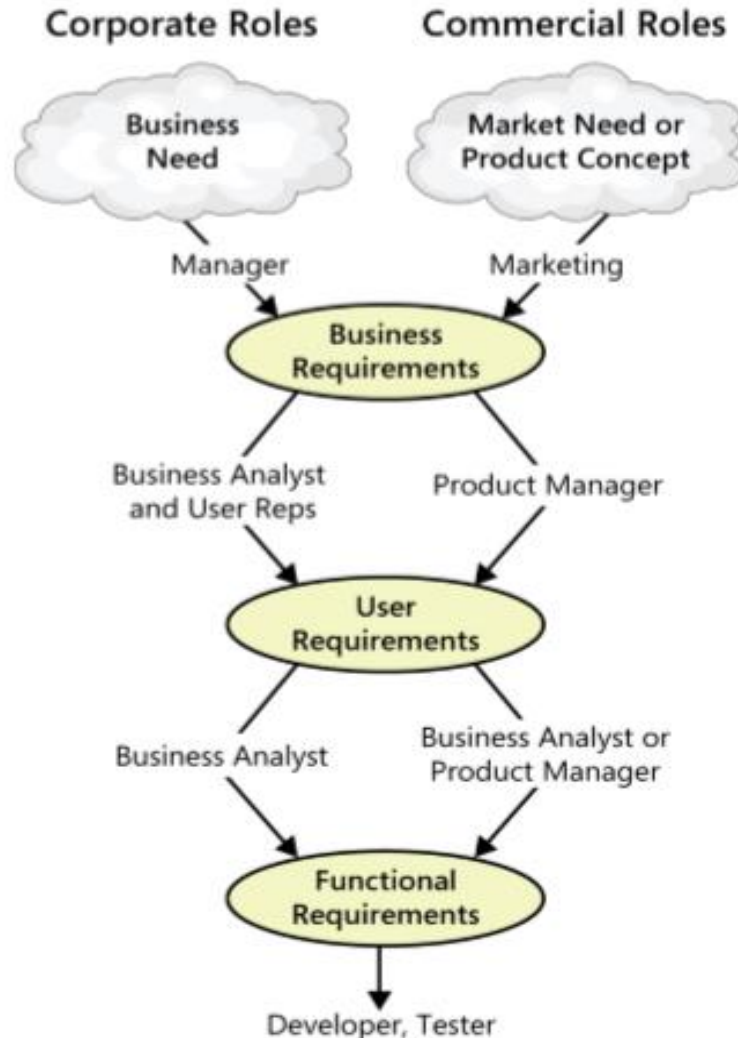 Corporate Roles
Commercial Roles
Business
Need
Market Need or
Product Concept
Manager
Marketing
Business
Requirements
Business Analyst
and User Reps
Product Manager
User
Requirements
Business Analyst
Business Analyst or
Product Manager
Functional
Requirements
Developer, Tester